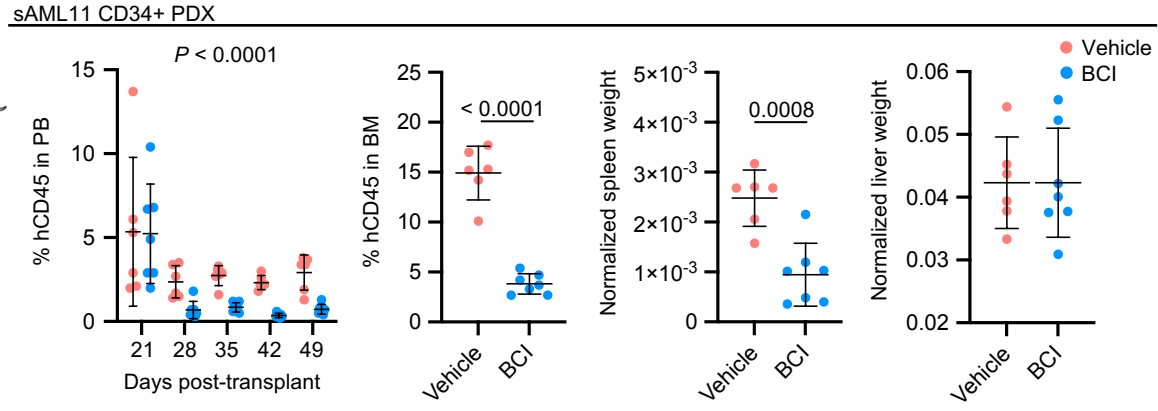 sAML11 CD34+ PDX
P < 0.0001
% hCD45 in PB
15
10
5
0
21 28 35 42 49
Days post-transplant
% hCD45 in BM
25
20
15
10
5
0
< 0.0001
Vehicle BCI
Normalized spleen weight
5×10⁻³
4×10⁻³
3×10⁻³
2×10⁻³
1×10⁻³
0
0.0008
Vehicle BCI
Normalized liver weight
0.06
0.05
0.04
0.03
0.02
Vehicle BCI
Vehicle
BCI